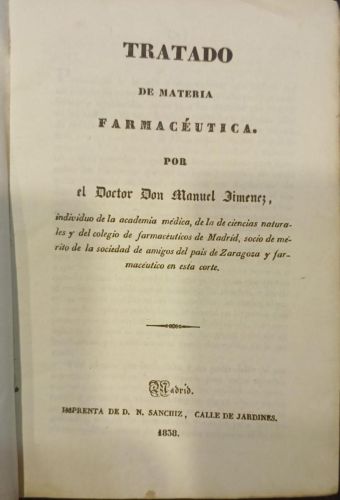 TRATADO
DE MATERIA
FARMACÉUTICA.
POR
el Doctor Don Manuel Jimenez,
individuo de la academia médica, de la de ciencias natura-
les y del colegio de farmacéuticos de Madrid, socio de mé-
rito de la sociedad de amigos del pais de Zaragoza y far-
macéutico en esta corte.
Madrid.
IMPRENTA DE D. N. SANCHIZ, CALLE DE JARDINES.
1838.